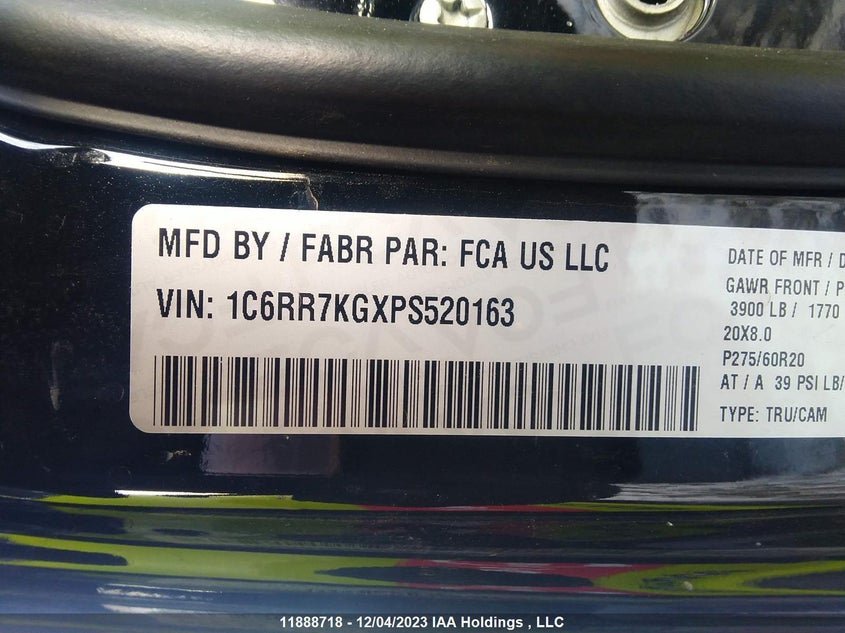 MFD BY / FABR PAR: FCA US LLC
VIN: 1C6RR7KGXPS520163
DATE OF MFR / D
GAWR FRONT / P
3900 LB / 1770
20X8.0
P275/60R20
AT / A 39 PSI LB/
TYPE: TRU/CAM
11888718 - 12/04/2023 IAA Holdings , LLC